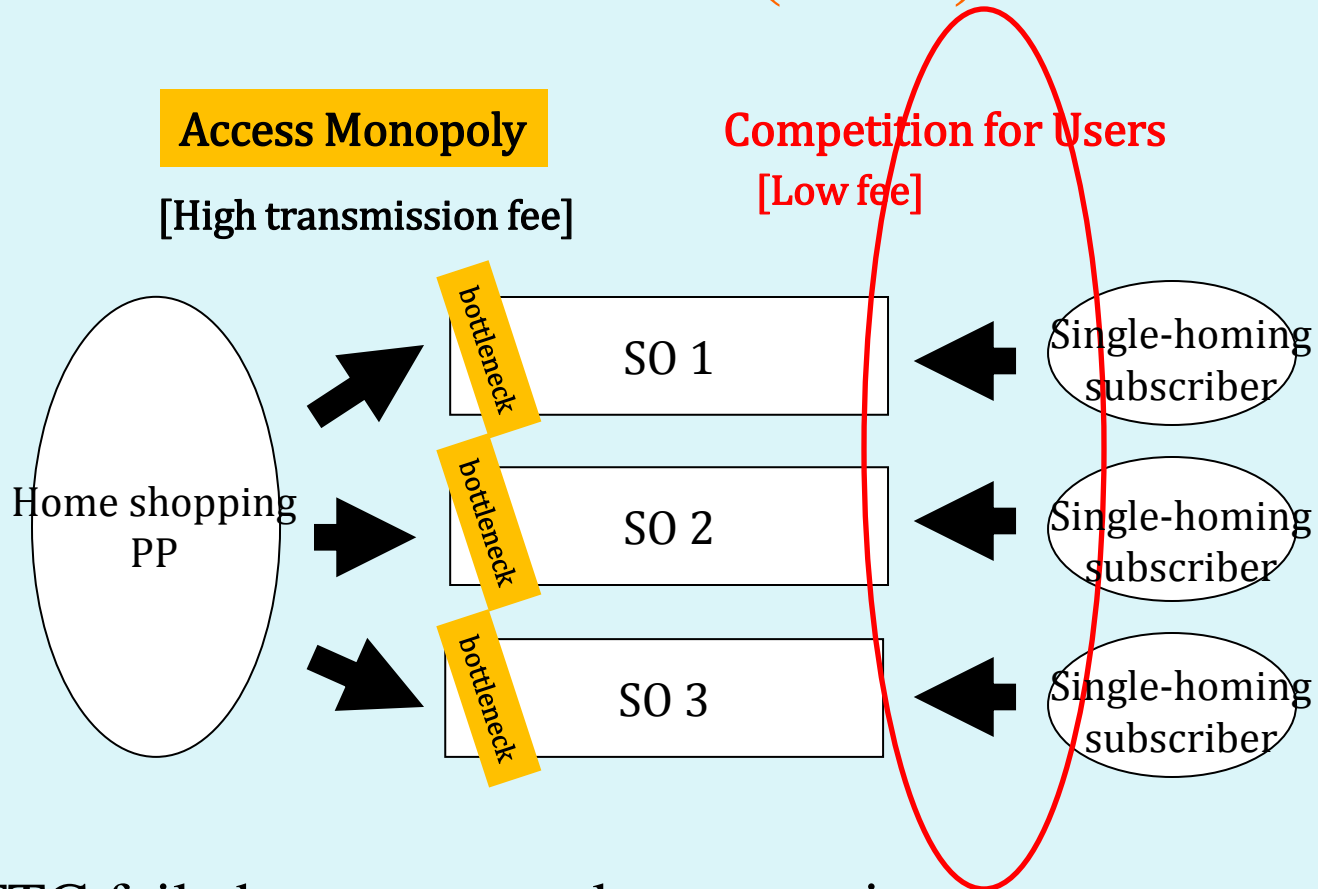 Access Monopoly
Competition for Users
[High transmission fee]
[Low fee]
Home shopping
PP
bottleneck
SO 1
Single-homing
subscriber
bottleneck
SO 2
Single-homing
subscriber
bottleneck
SO 3
Single-homing
subscriber